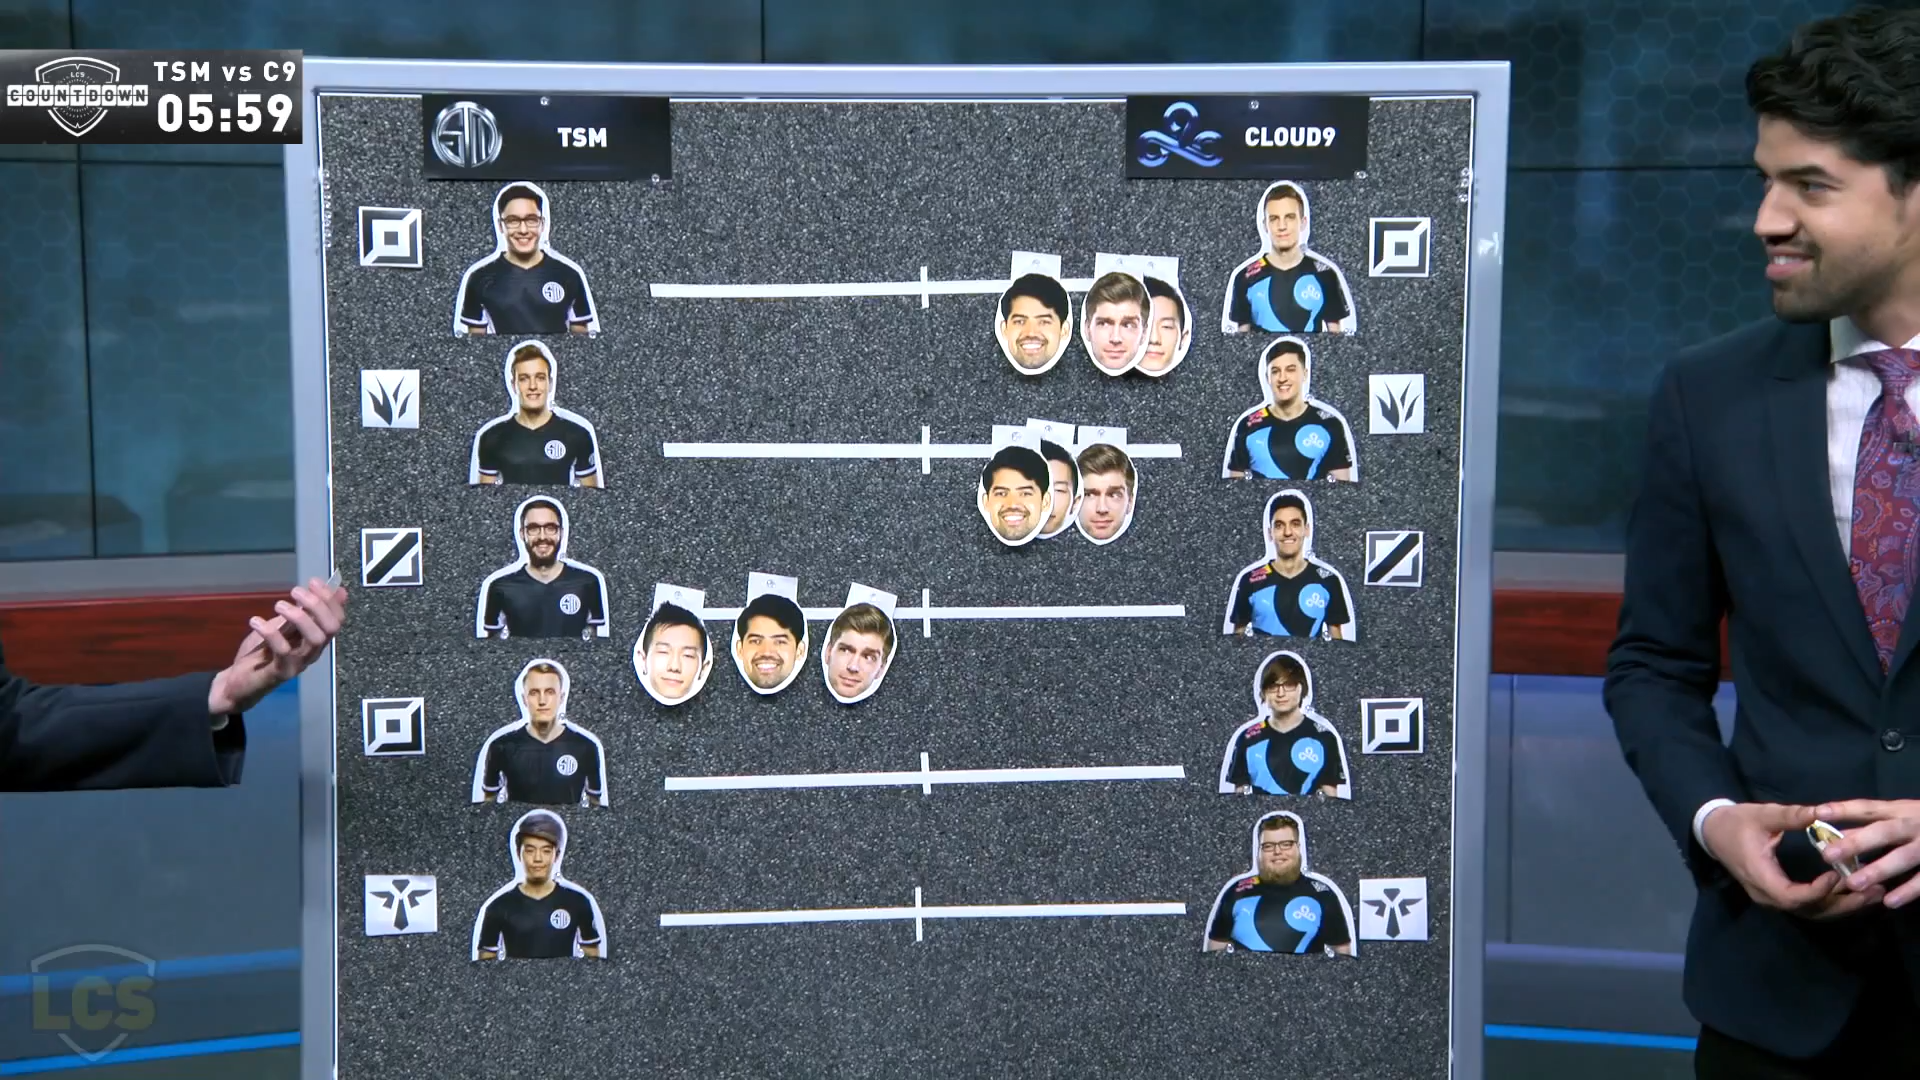 LCS
COUNTDOWN
TSM vs C9
05:59
TSM
CLOUD9
LCS